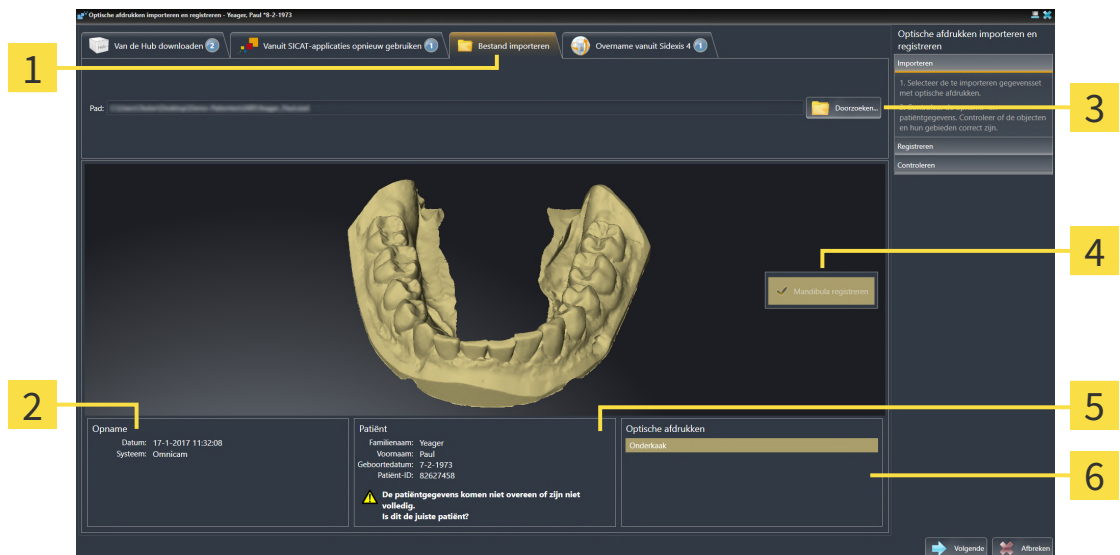 Optische afdrukken importeren en registreren - Yeager, Paul *8-2-1973
Van de Hub downloaden 2
Vanuit SICAT-applicaties opnieuw gebruiken 1
Bestand importeren
Overname vanuit Sidexis 4 1
Optische afdrukken importeren en
registreren
Importeren
1. Selecteer de te importeren gegevensset
met optische afdrukken.
2. Controleer de opname- en
patiëntgegevens. Controleer of de objecten
en hun gebieden correct zijn.
Registreren
Controleren
Pad:
Doorzoeken...
Mandibula registreren
Opname
Datum: 17-1-2017 11:32:08
Systeem: Omnicam
Patiënt
Familienaam: Yeager
Voornaam: Paul
Geboortedatum: 7-2-1973
Patiënt-ID: 82627458
De patiëntgegevens komen niet overeen of zijn niet
volledig.
Is dit de juiste patiënt?
Optische afdrukken
Onderkaak
Volgende
Afbreken
1
2
3
4
5
6